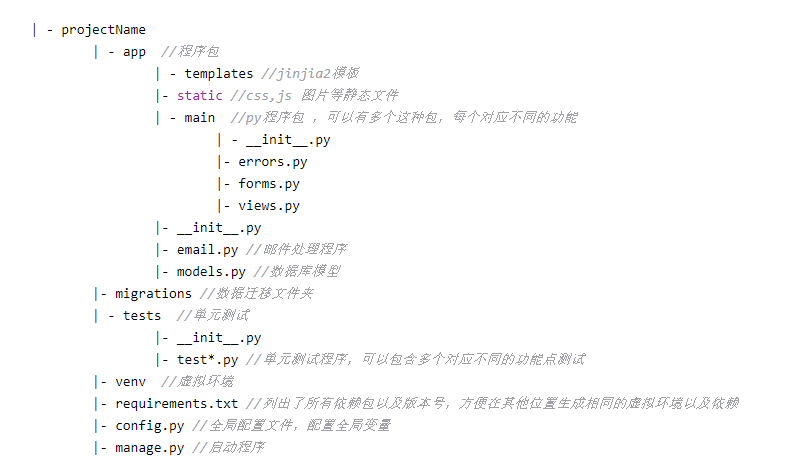 | - projectName
| - app //程序包
| - templates //jinjia2模板
|- static //css,js 图片等静态文件
| - main //py程序包 ，可以有多个这种包，每个对应不同的功能
| - __init__.py
|- errors.py
|- forms.py
|- views.py
|- __init__.py
|- email.py //邮件处理程序
|- models.py //数据库模型
|- migrations //数据迁移文件夹
| - tests //单元测试
|- __init__.py
|- test*.py //单元测试程序，可以包含多个对应不同的功能点测试
|- venv //虚拟环境
|- requirements.txt //列出了所有依赖包以及版本号，方便在其他位置生成相同的虚拟环境以及依赖
|- config.py //全局配置文件，配置全局变量
|- manage.py //启动程序